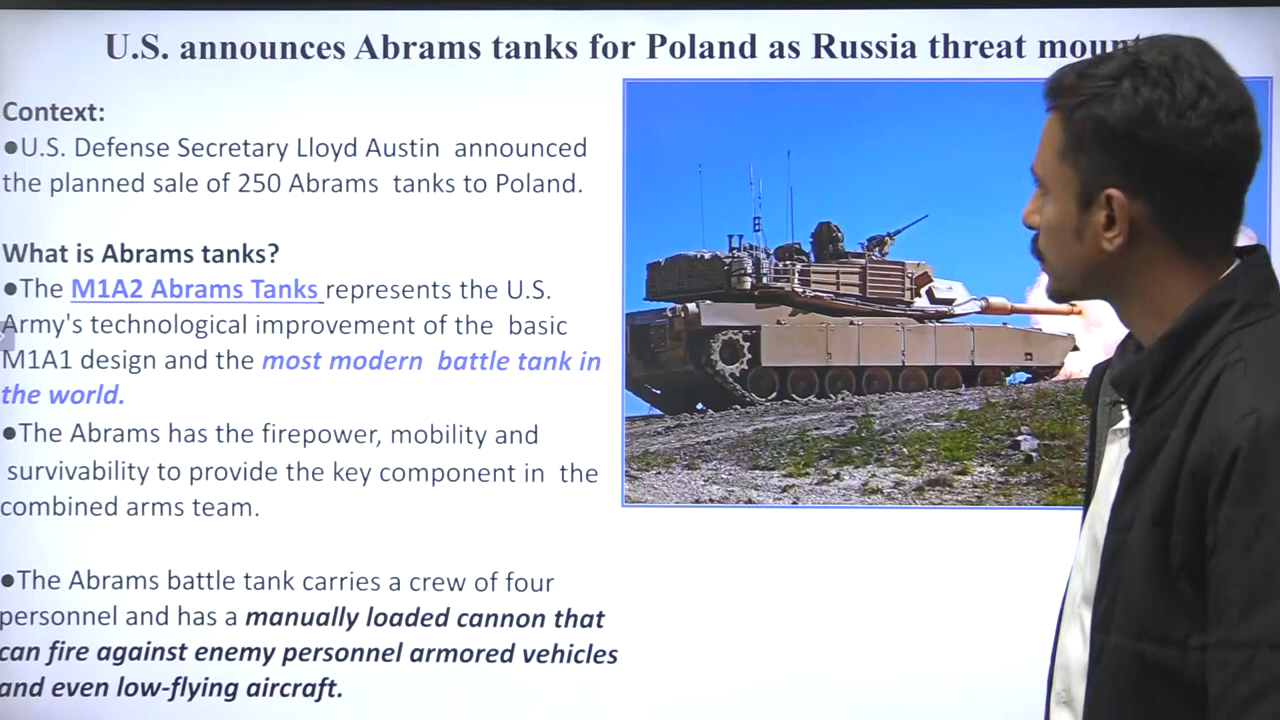 U.S. announces Abrams tanks for Poland as Russia threat
Context:
●U.S. Defense Secretary Lloyd Austin announced
the planned sale of 250 Abrams tanks to Poland.
What is Abrams tanks?
●The M1A2 Abrams Tanks represents the U.S.
Army's technological improvement of the basic
M1A1 design and the most modern battle tank in
the world.
●The Abrams has the firepower, mobility and
survivability to provide the key component in the
combined arms team.
●The Abrams battle tank carries a crew of four
personnel and has a manually loaded cannon that
can fire against enemy personnel armored vehicles
and even low-flying aircraft.